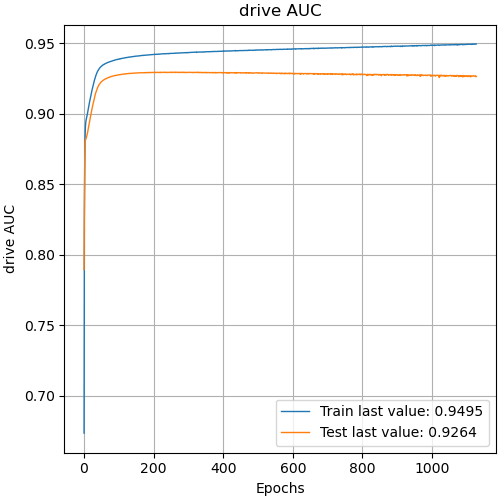 drive AUC
0.95
0.90
0.85
0.80
0.75
0.70
drive AUC
Train last value: 0.9495
Test last value: 0.9264
0 200 400 600 800 1000
Epochs